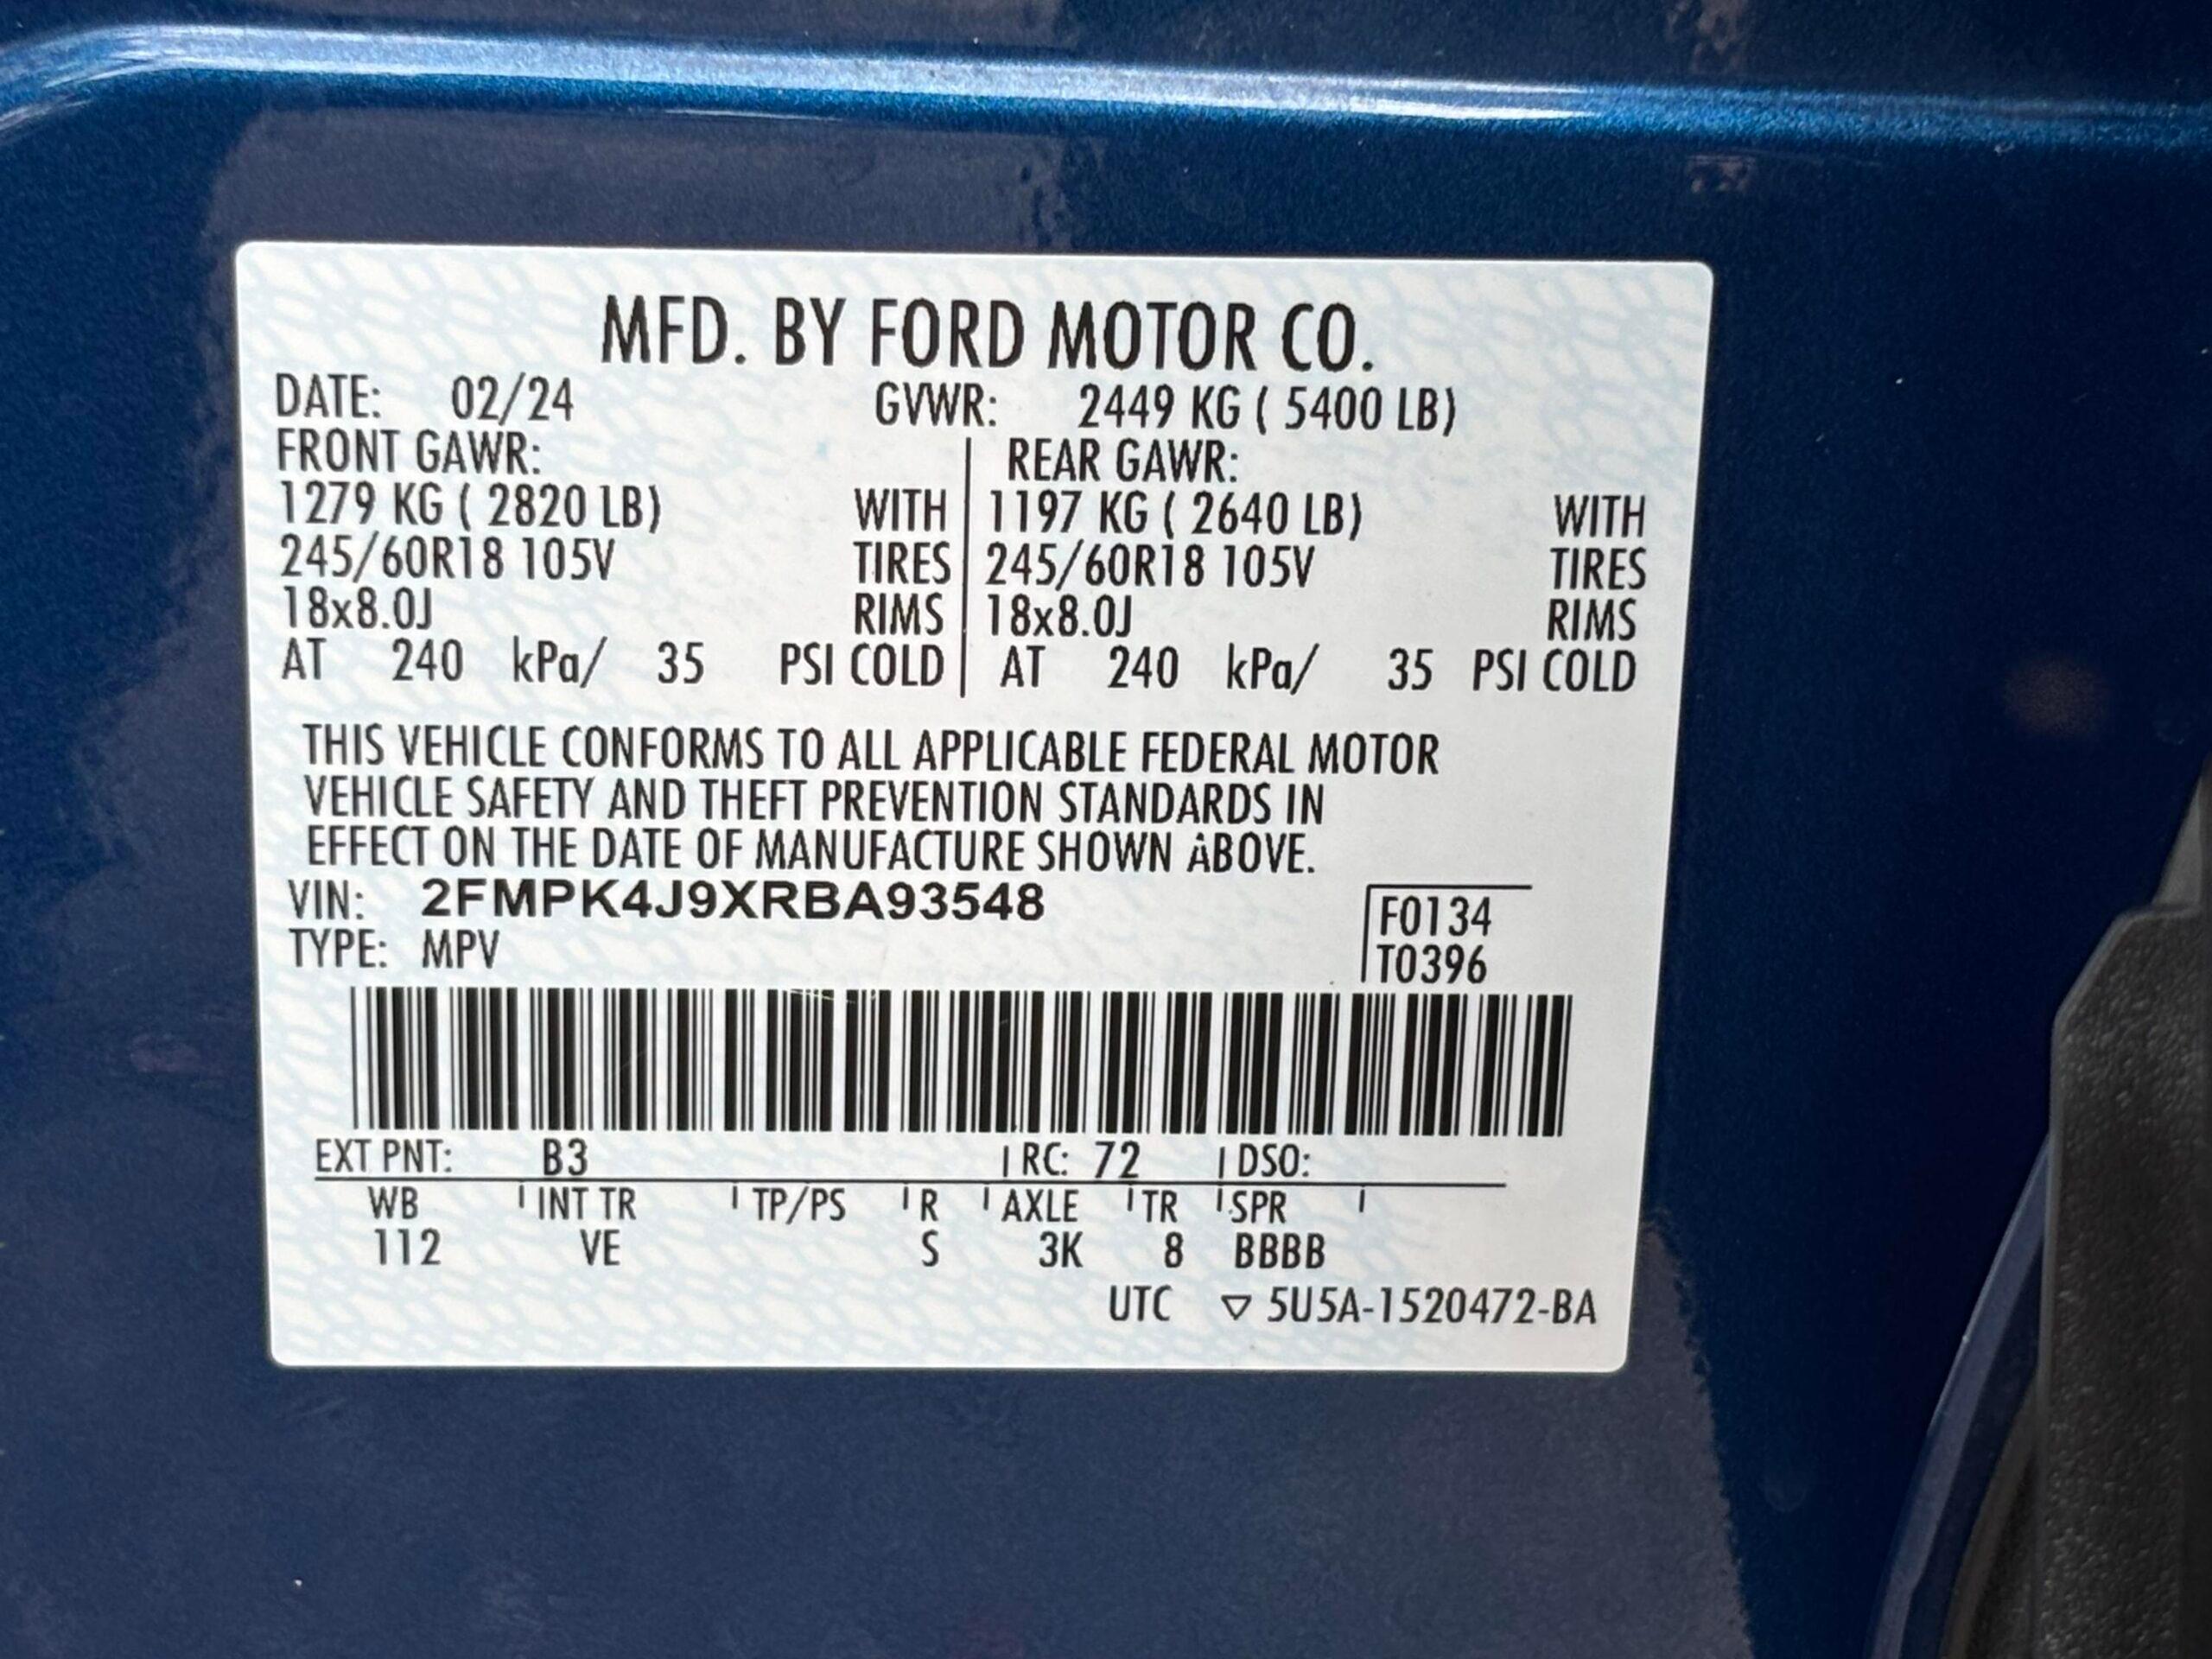 MFD. BY FORD MOTOR CO.
DATE: 02/24 GVWR: 2449 KG ( 5400 LB)
FRONT GAWR: REAR GAWR:
1279 KG ( 2820 LB) WITH 1197 KG ( 2640 LB) WITH
245/60R18 105V TIRES 245/60R18 105V TIRES
18x8.0J RIMS 18x8.0J RIMS
AT 240 kPa/ 35 PSI COLD AT 240 kPa/ 35 PSI COLD
THIS VEHICLE CONFORMS TO ALL APPLICABLE FEDERAL MOTOR
VEHICLE SAFETY AND THEFT PREVENTION STANDARDS IN
EFFECT ON THE DATE OF MANUFACTURE SHOWN ABOVE.
VIN: 2FMPK4J9XRBA93548 F0134
TYPE: MPV T0396
EXT PNT: B3 RC: 72 DSO:
WB INT TR TP/PS R AXLE TR SPR
112 VE S 3K 8 BBBB
UTC ▽ 5U5A-1520472-BA